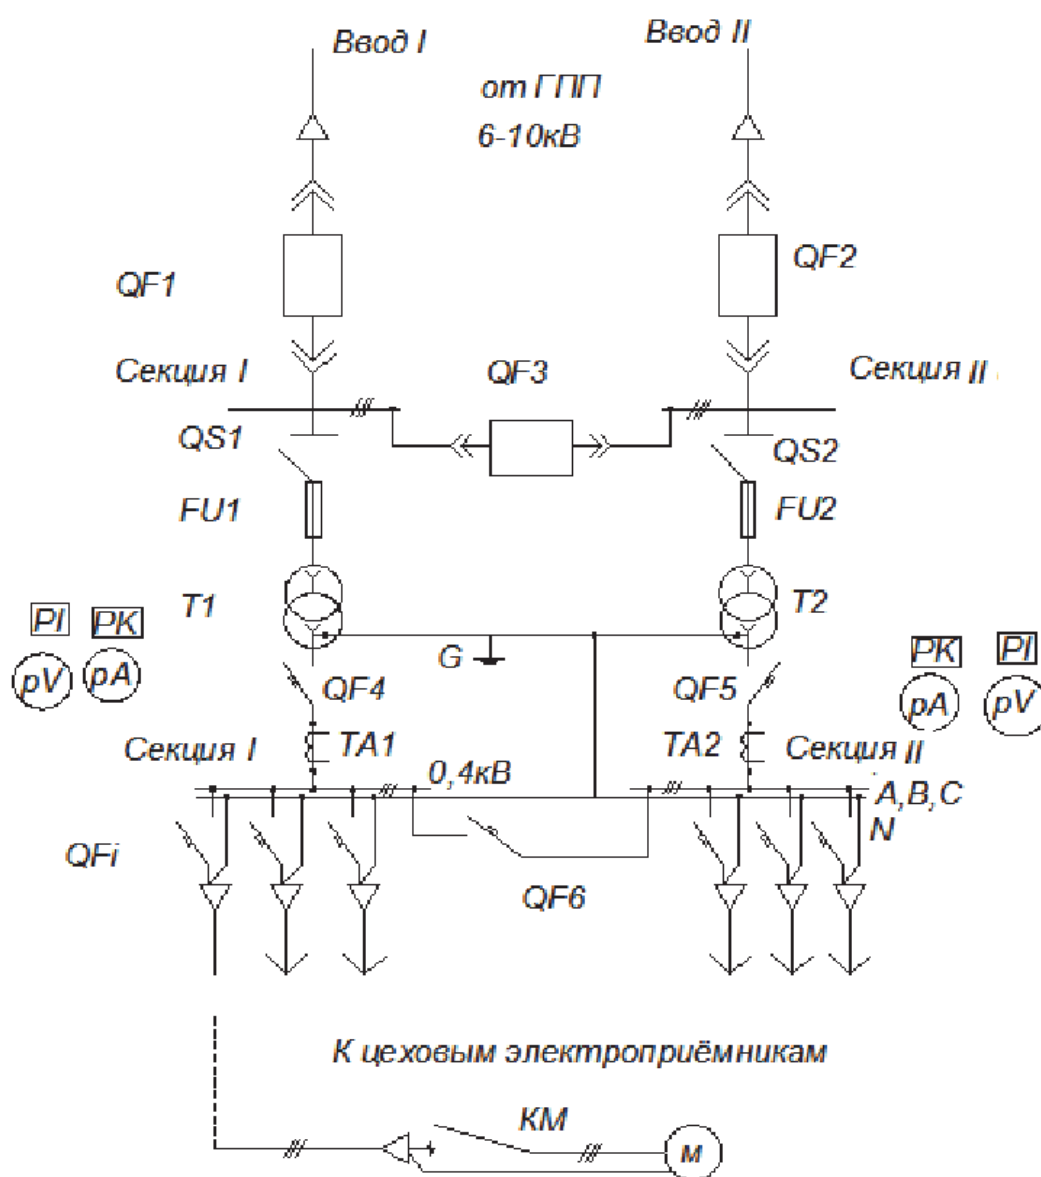 Ввод I
Ввод II
от ГПП
6-10кВ
QF1
QF2
Секция I
QF3
Секция II
QS1
QS2
FU1
FU2
T1
T2
PI
PK
pV
pA
G
QF4
QF5
PK
PI
pA
pV
Секция I
TA1
TA2
Секция II
0,4кВ
A,B,C
N
QFi
QF6
К цеховым электроприёмникам
КМ
М